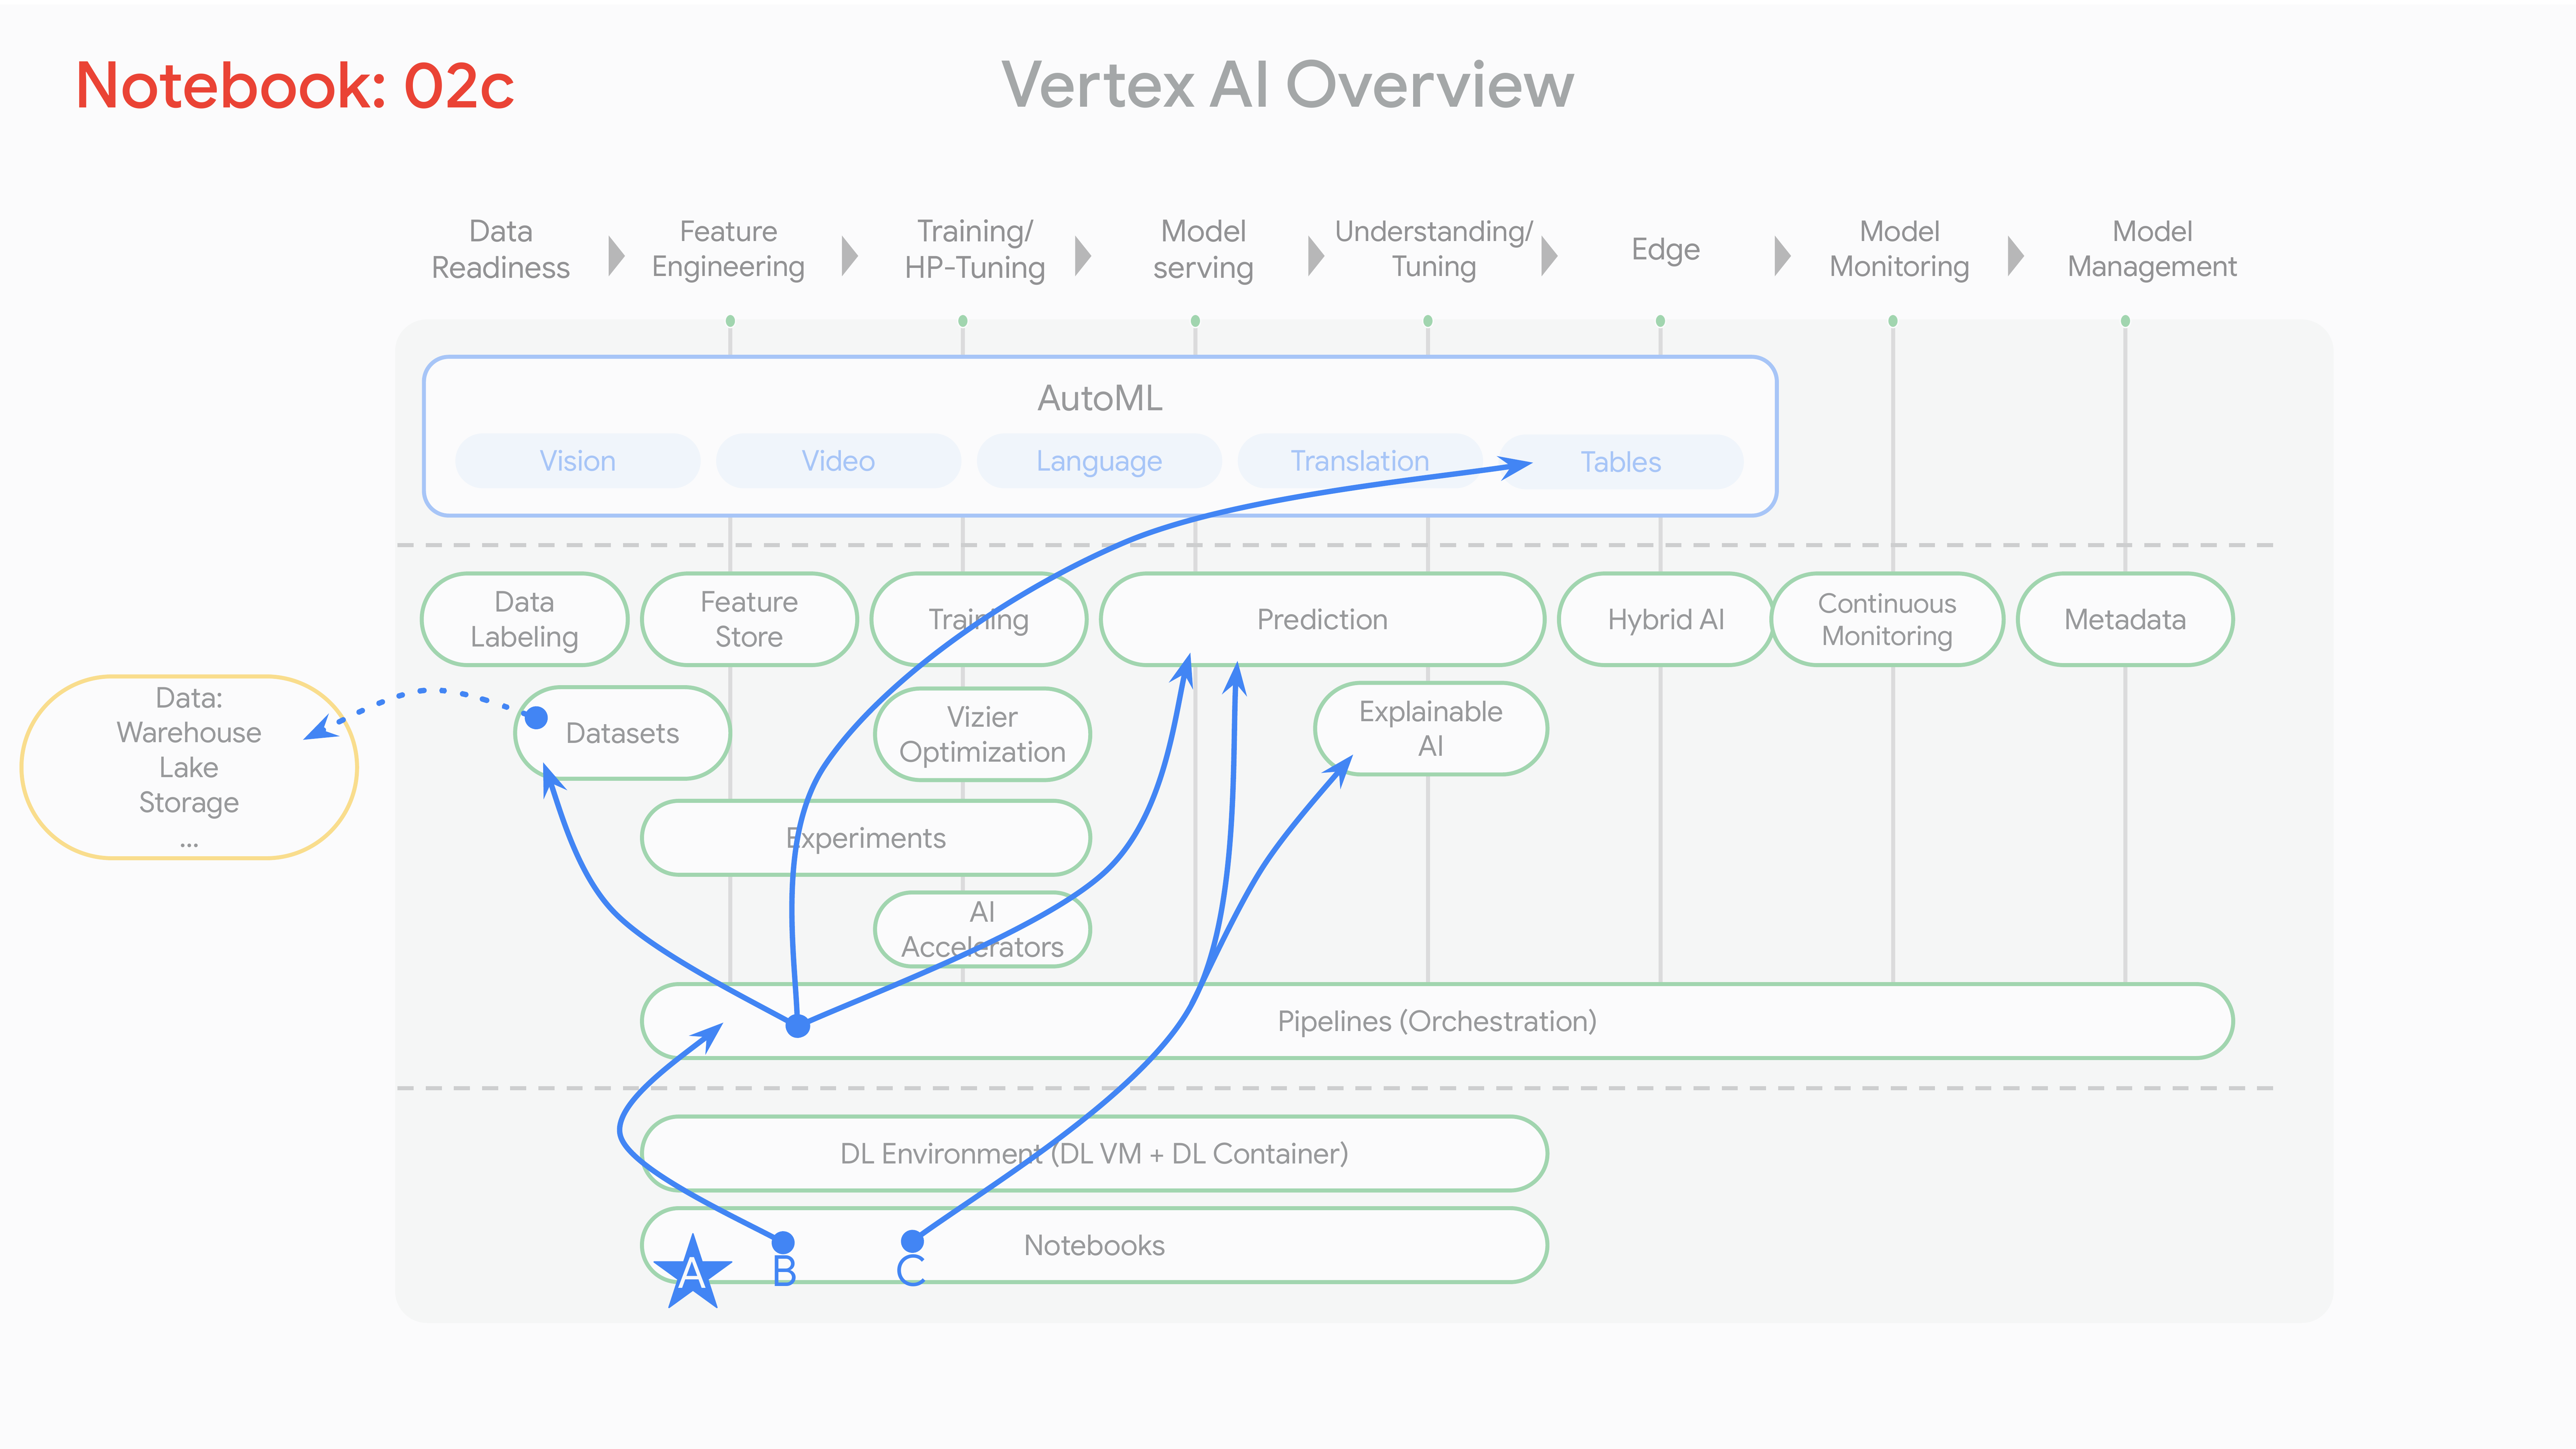 Notebook: 02c
Vertex AI Overview
Data
Readiness
Feature
Engineering
Training/
HP-Tuning
Model
serving
Understanding/
Tuning
Edge
Model
Monitoring
Model
Management
AutoML
Vision
Video
Language
Translation
Tables
Data
Labeling
Feature
Store
Training
Prediction
Hybrid AI
Continuous
Monitoring
Metadata
Data:
Warehouse
Lake
Storage
...
Datasets
Vizier
Optimization
Explainable
AI
Experiments
AI
Accelerators
Pipelines (Orchestration)
DL Environment (DL VM + DL Container)
Notebooks
A
B
C